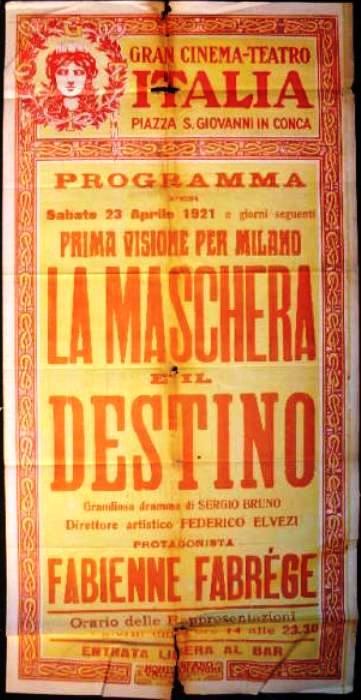 GRAN CINEMA-TEATRO
ITALIA
PIAZZA S. GIOVANNI IN CONCA
PROGRAMMA
PER
Sabato 23 Aprile 1921 e giorni seguenti
PRIMA VISIONE PER MILANO
LA MASCHERA
E IL
DESTINO
Grandioso dramma di SERGIO BRUNO
Direttore artistico FEDERICO ELVEZI
PROTAGONISTA
FABIENNE FABRÉGE
Orario delle Rappresentazioni
14 alle 23.30
ENTRATA LIBERA AL BAR